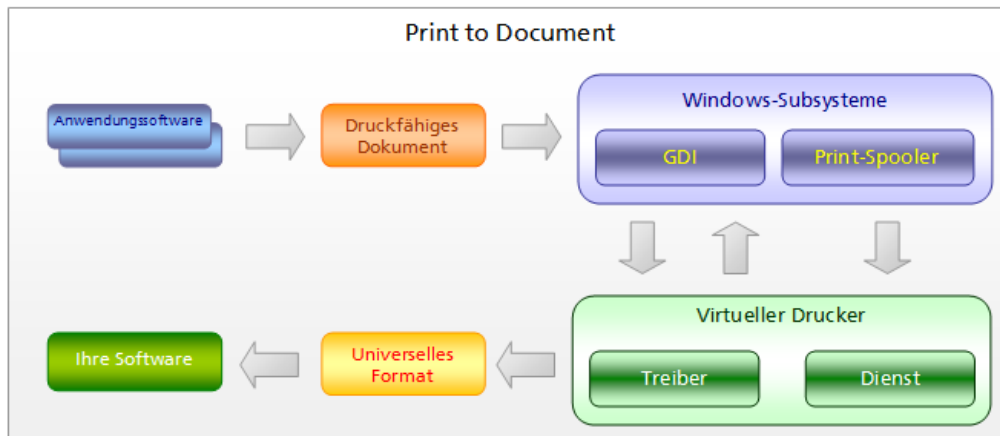 Print to Document
Anwendungssoftware
Druckfähiges
Dokument
Windows-Subsysteme
GDI
Print-Spooler
Virtueller Drucker
Treiber
Dienst
Universelles
Format
Ihre Software